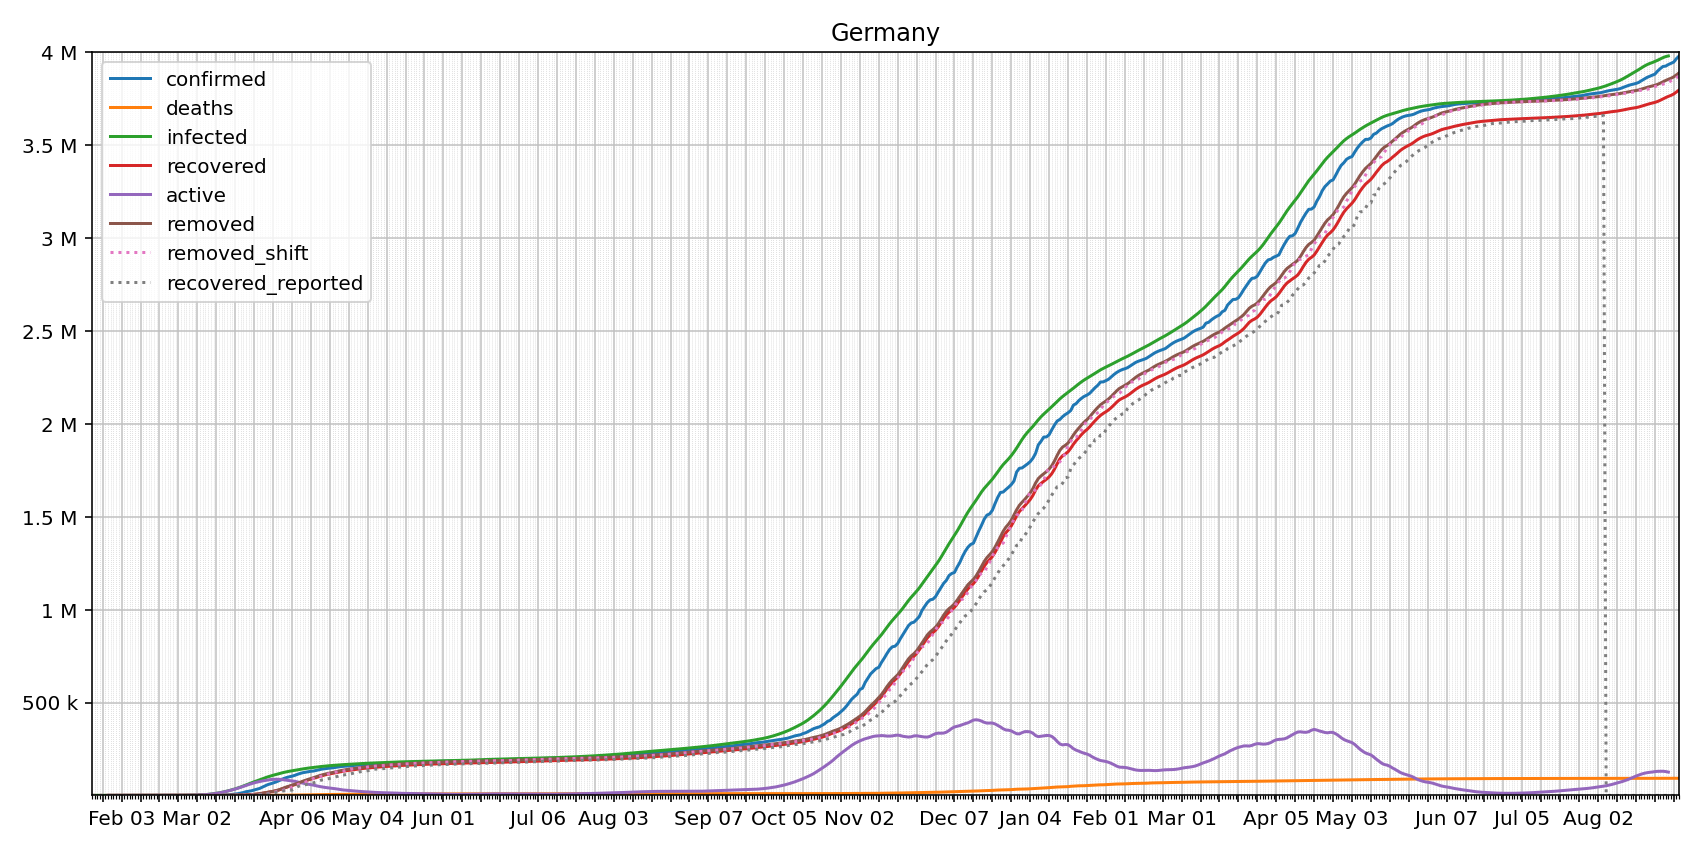 Germany
4 M
3.5 M
3 M
2.5 M
2 M
1.5 M
1 M
500 k
confirmed
deaths
infected
recovered
active
removed
removed_shift
recovered_reported
Feb 03 Mar 02 Apr 06 May 04 Jun 01 Jul 06 Aug 03 Sep 07 Oct 05 Nov 02 Dec 07 Jan 04 Feb 01 Mar 01 Apr 05 May 03 Jun 07 Jul 05 Aug 02